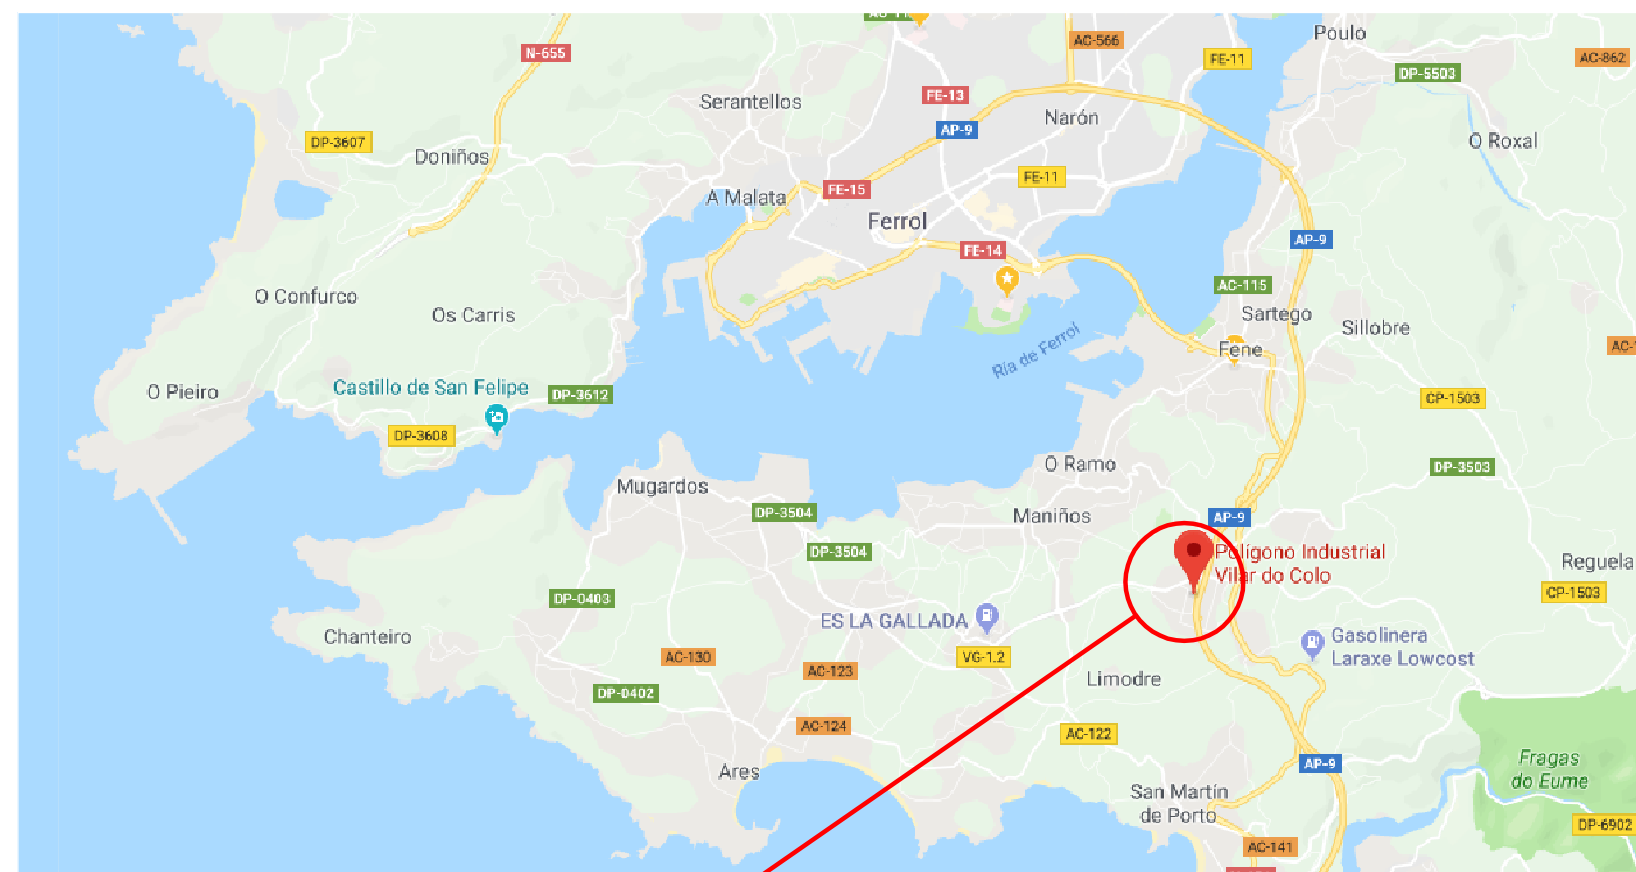 Poulo
AC-566
N-655
FE-11
AC-862
DP-5503
Serantellos
FE-13
Narón
AP-9
DP-3607
O Roxal
Doniños
FE-11
A Malata
FE-15
Ferrol
AP-9
FE-14
AC-115
O Confurco
Os Carris
Sartego
Sillobre
Ría de Ferrol
Fene
Castillo de San Felipe
O Pieiro
DP-3612
CP-1503
DP-3608
O Ramo
DP-3503
Mugardos
DP-3504
Maniños
AP-9
DP-3504
Polígono Industrial
Vilar do Colo
Reguela
CP-1503
DP-0403
ES LA GALLADA
Chanteiro
Gasolinera
Laraxe Lowcost
AC-130
VG-1.2
AC-123
Limodre
DP-0402
AC-124
AC-122
Fragas
do Eume
AP-9
Ares
San Martín
de Porto
DP-6902
AC-141